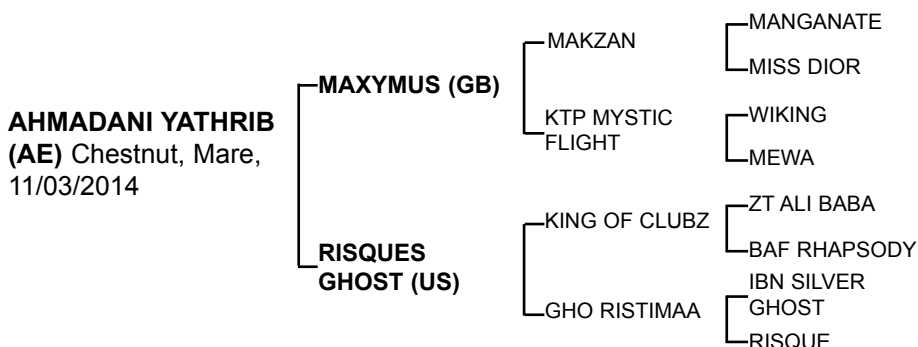 AHMADANI YATHRIB
(AE) Chestnut, Mare,
11/03/2014
MAXYMUS (GB)
RISQUES
GHOST (US)
MAKZAN
KTP MYSTIC
FLIGHT
KING OF CLUBZ
GHO RISTIMAA
MANGANATE
MISS DIOR
WIKING
MEWA
ZT ALI BABA
BAF RHAPSODY
IBN SILVER
GHOST
RISQUE